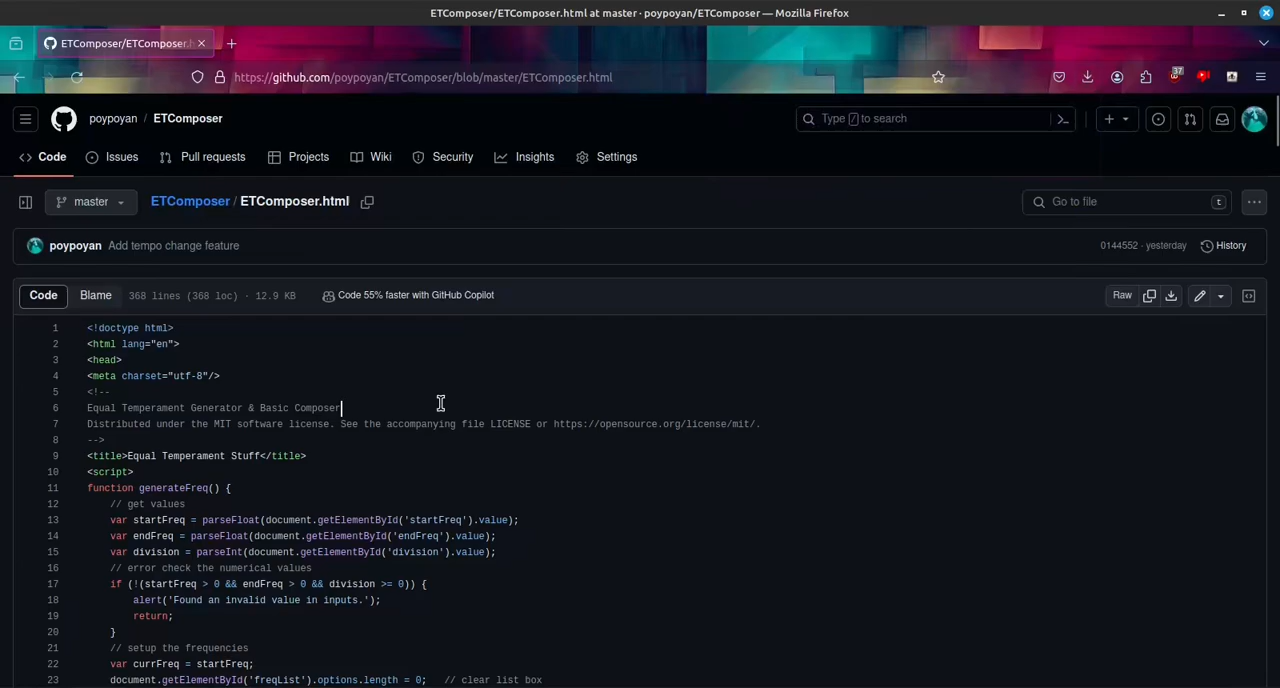 ETComposer/ETComposer.html at master · poypoyan/ETComposer — Mozilla Firefox
ETComposer/ETComposer.h
https://github.com/poypoyan/ETComposer/blob/master/ETComposer.html
37
poypoyan / ETComposer
Type / to search
Code Issues Pull requests Projects Wiki Security Insights Settings
master ETComposer / ETComposer.html Go to file t
poypoyan Add tempo change feature 0144552 · yesterday History
Code Blame 368 lines (368 loc) · 12.9 KB Code 55% faster with GitHub Copilot Raw
1 <!doctype html>
2 <html lang="en">
3 <head>
4 <meta charset="utf-8"/>
5 <!--
6 Equal Temperament Generator & Basic Composer
7 Distributed under the MIT software license. See the accompanying file LICENSE or https://opensource.org/license/mit/.
8 -->
9 <title>Equal Temperament Stuff</title>
10 <script>
11 function generateFreq() {
12 // get values
13 var startFreq = parseFloat(document.getElementById('startFreq').value);
14 var endFreq = parseFloat(document.getElementById('endFreq').value);
15 var division = parseInt(document.getElementById('division').value);
16 // error check the numerical values
17 if (!(startFreq > 0 && endFreq > 0 && division >= 0)) {
18 alert('Found an invalid value in inputs.');
19 return;
20 }
21 // setup the frequencies
22 var currFreq = startFreq;
23 document.getElementById('freqList').options.length = 0; // clear list box